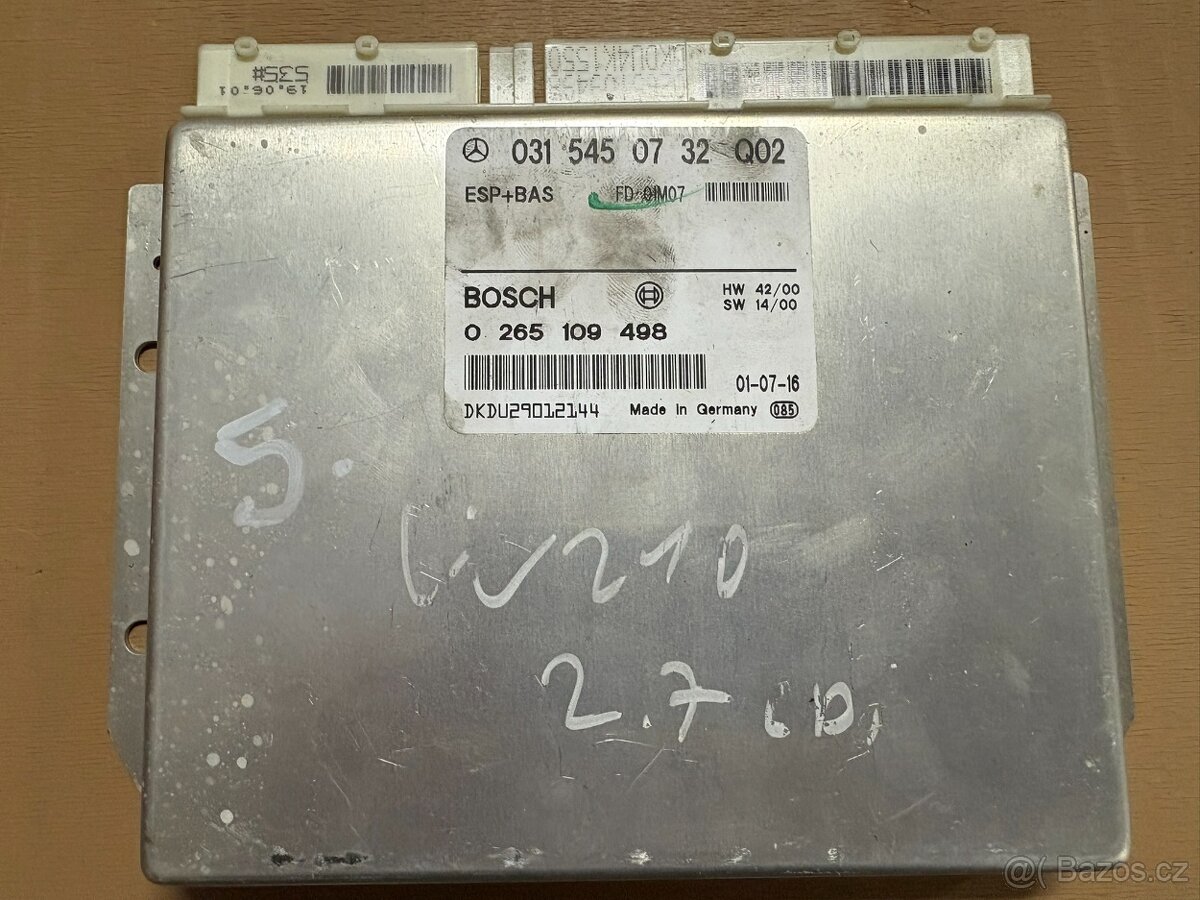 535#
19.06.01
DKDU4K1550
031 545 07 32 Q02
ESP+BAS FD:01M07
BOSCH HW 42/00
SW 14/00
0 265 109 498
01-07-16
DKDU29012144 Made in Germany 085
5.
W210
2.7 CDI
@( Bazos.cz